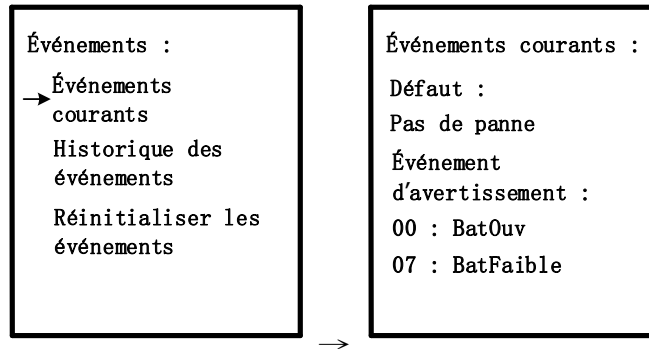 Événements :
Événements
courants
Historique des
événements
Réinitialiser les
événements
Événements courants :
Défaut :
Pas de panne
Événement
d'avertissement :
00 : BatOuv
07 : BatFaible